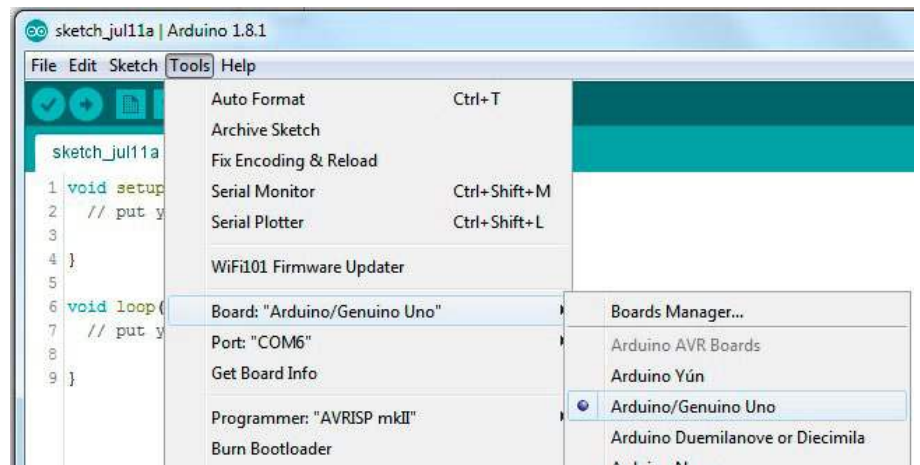 sketch_jul11a | Arduino 1.8.1
File Edit Sketch Tools Help
Auto Format Ctrl+T
Archive Sketch
sketch_jul11a
Fix Encoding & Reload
1 void setup
Serial Monitor Ctrl+Shift+M
2 // put y
Serial Plotter Ctrl+Shift+L
3
4 }
WiFi101 Firmware Updater
5
6 void loop(
Board: "Arduino/Genuino Uno"
Boards Manager...
7 // put y
Port: "COM6"
Arduino AVR Boards
8
Get Board Info
Arduino Yún
9 }
Programmer: "AVRISP mkII"
Arduino/Genuino Uno
Burn Bootloader
Arduino Duemilanove or Diecimila